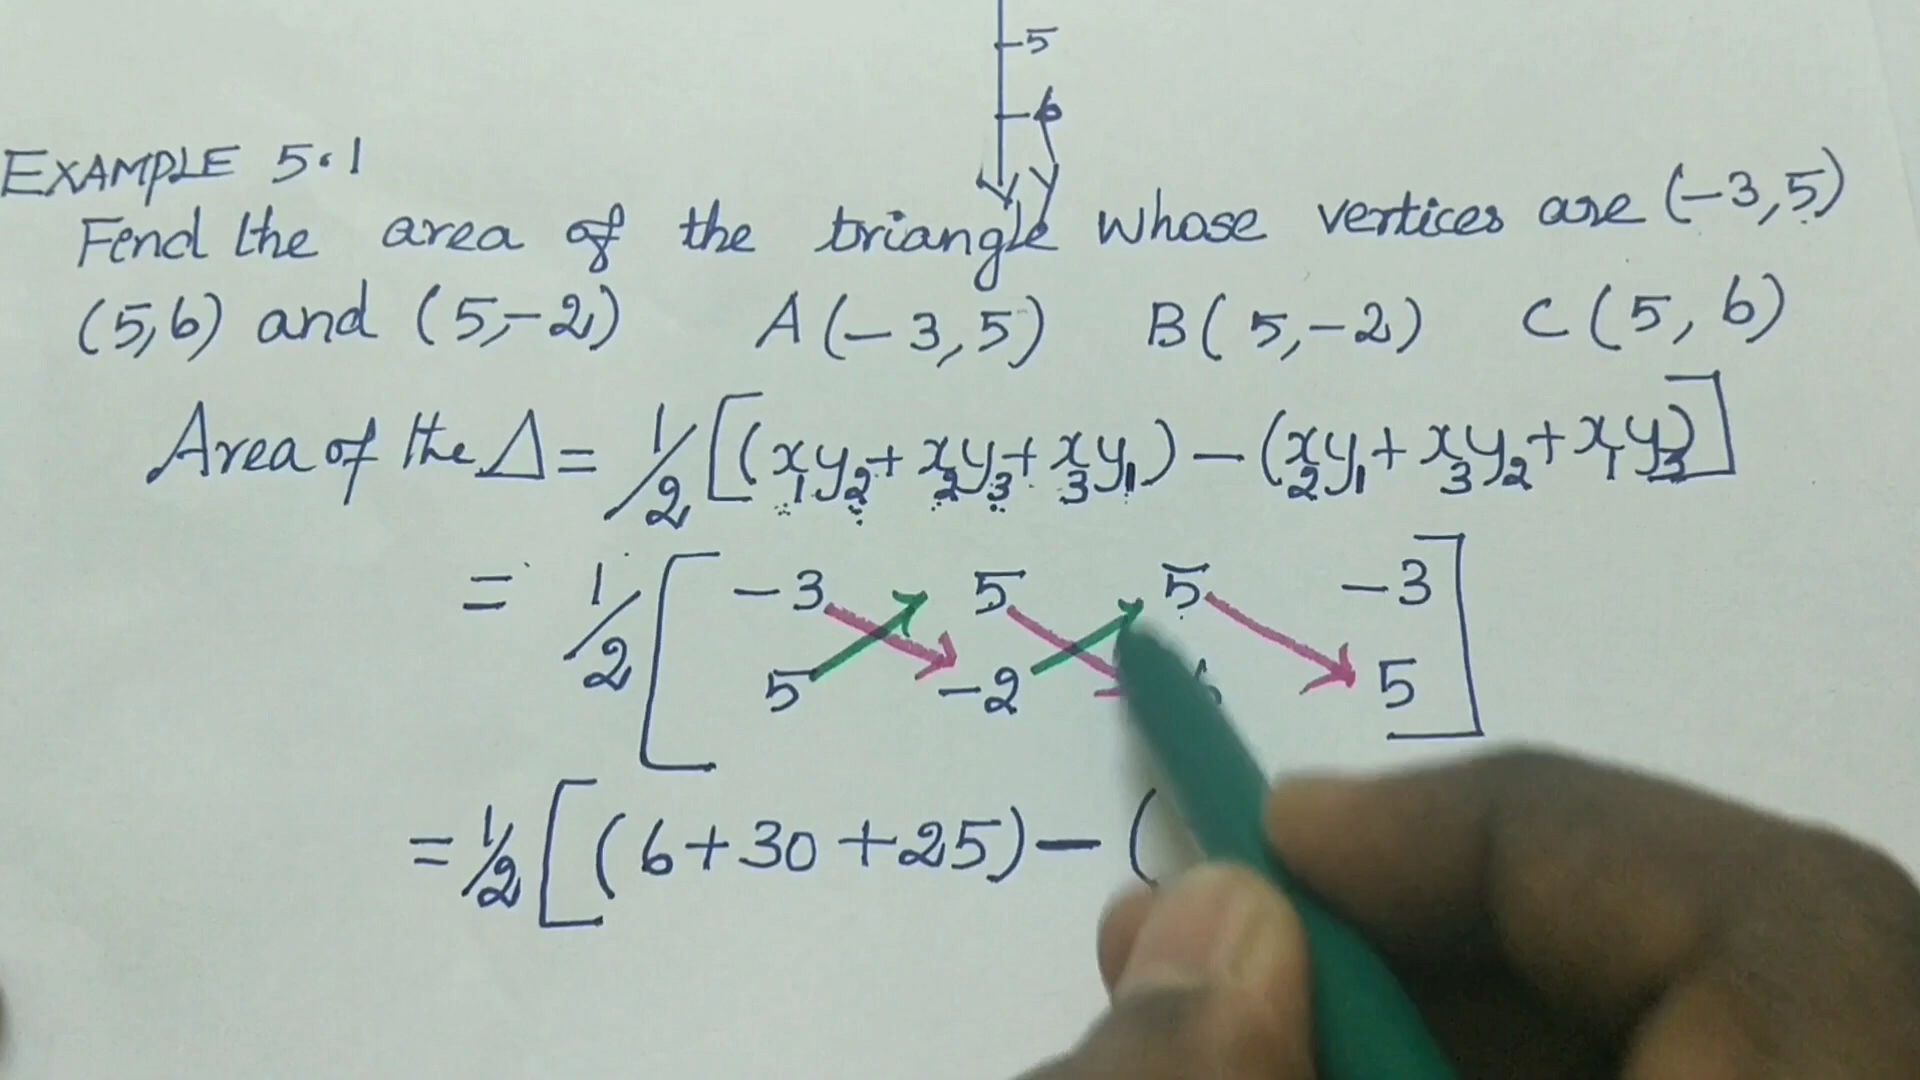 -5
-6
Y'
EXAMPLE 5.1
Find the area of the triangle whose vertices are (-3,5)
(5,6) and (5,-2) A(-3,5) B(5,-2) C(5,6)
Area of the Δ = 1/2 [(x₁y₂+x₂y₃+x₃y₁)-(x₂y₁+x₃y₂+x₁y₃)]
= 1/2 [ -3 5 5 -3 ]
5 -2 6 5
= 1/2 [(6+30+25)-(